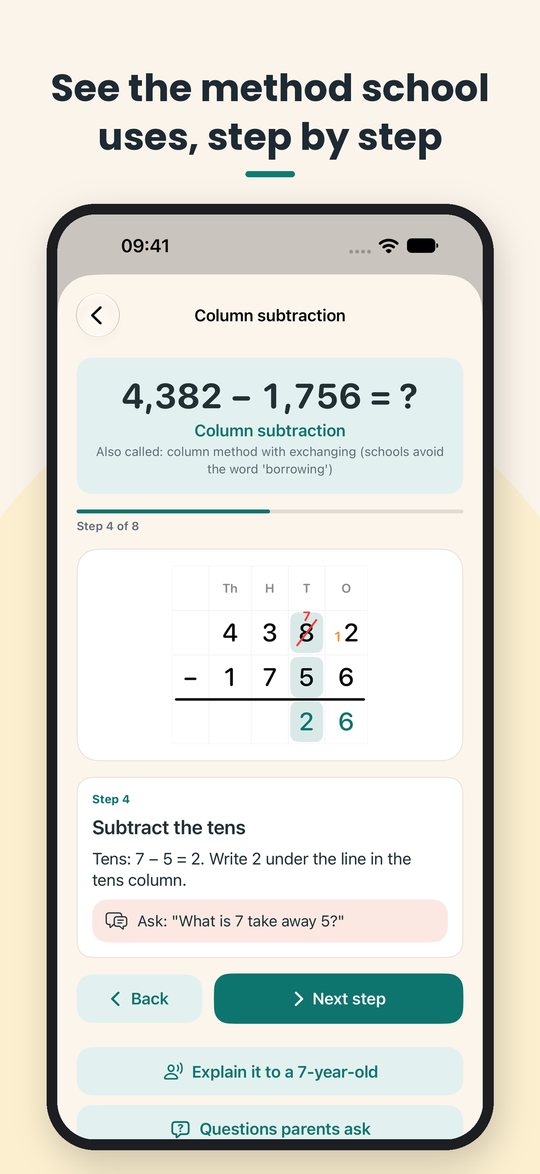 See the method school
uses, step by step
09:41
Column subtraction
4,382 – 1,756 = ?
Column subtraction
Also called: column method with exchanging (schools avoid
the word 'borrowing')
Step 4 of 8
Th H T O
7
4 3 8 12
– 1 7 5 6
2 6
Step 4
Subtract the tens
Tens: 7 – 5 = 2. Write 2 under the line in the
tens column.
Ask: "What is 7 take away 5?"
Back
Next step
Explain it to a 7-year-old
Questions parents ask